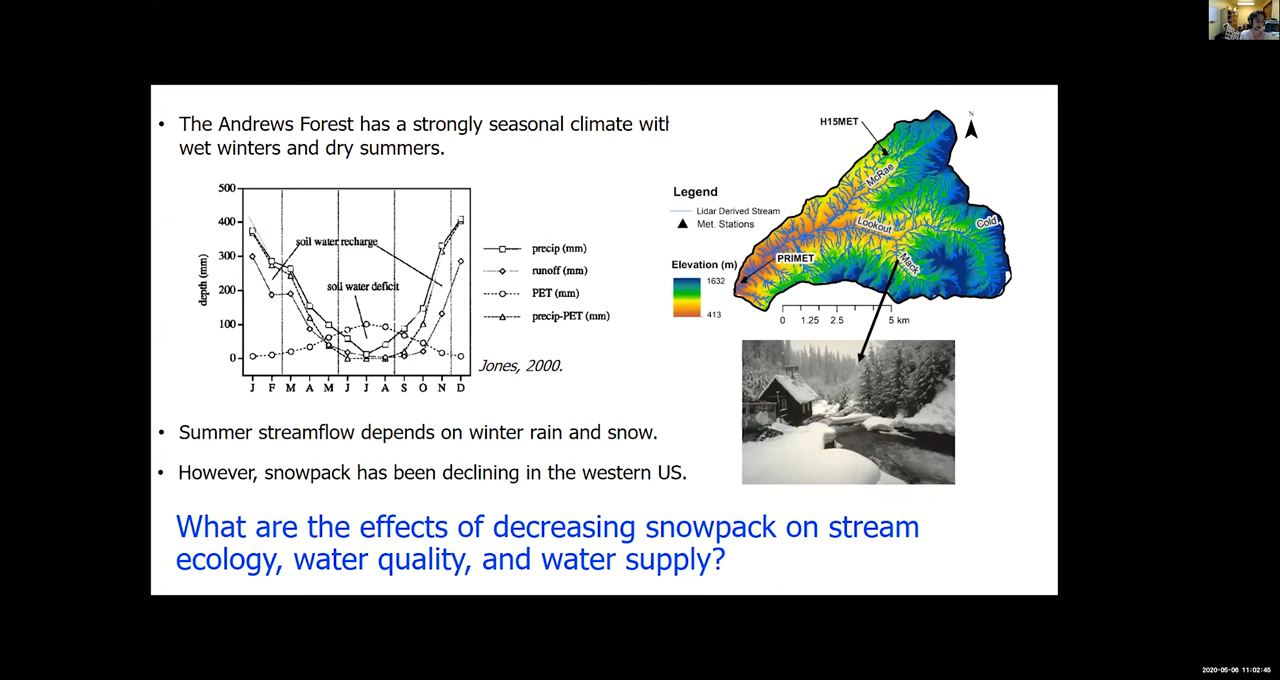 • The Andrews Forest has a strongly seasonal climate with
wet winters and dry summers.
500
400
300
200
100
0
depth (mm)
J F M A M J J A S O N D
soil water recharge
soil water deficit
precip (mm)
runoff (mm)
PET (mm)
precip-PET (mm)
Jones, 2000.
• Summer streamflow depends on winter rain and snow.
• However, snowpack has been declining in the western US.
What are the effects of decreasing snowpack on stream
ecology, water quality, and water supply?
H15MET
N
McRae
Lookout
Cold
Mack
PRIMET
Legend
Lidar Derived Stream
Met. Stations
Elevation (m)
1632
413
0 1.25 2.5 5 km
2020-05-06 11:02:45